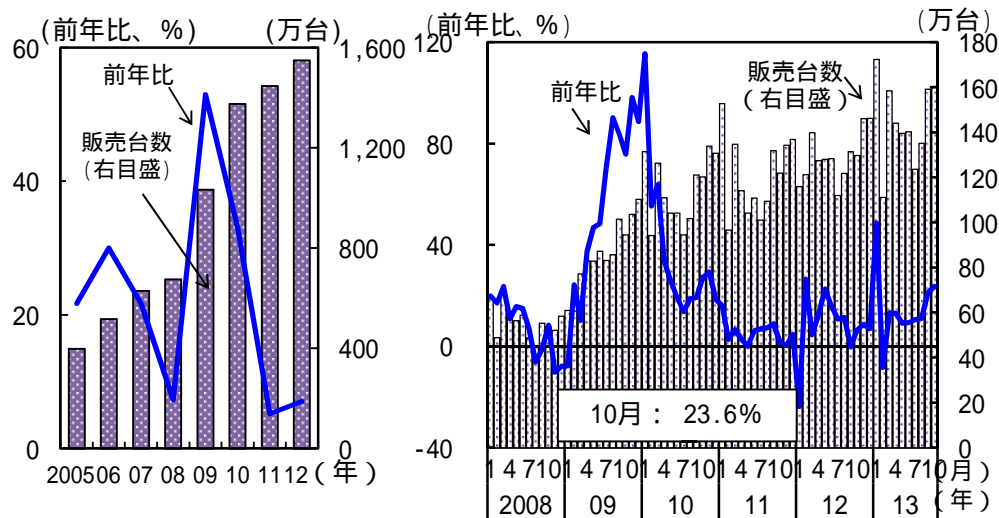 (前年比、%) (万台)
60 1,600
40 1,200
20 800
400
0 0
前年比
販売台数
(右目盛)
2005 06 07 08 09 10 11 12 (年)
(前年比、%) (万台)
120 180
160
80 140
120
40 100
80
0 60
40
20
-40 0
前年比
販売台数
(右目盛)
10月: 23.6%
1 4 7 10 1 4 7 10 1 4 7 10 1 4 7 10 1 4 7 10 1 4 7 10 (月)
2008 09 10 11 12 13 (年)